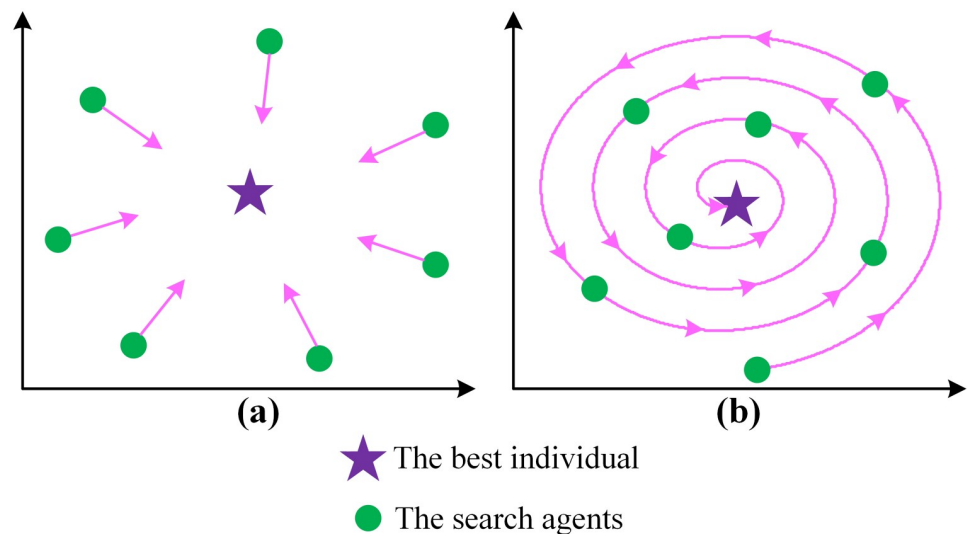 (a)
(b)
The best individual
The search agents